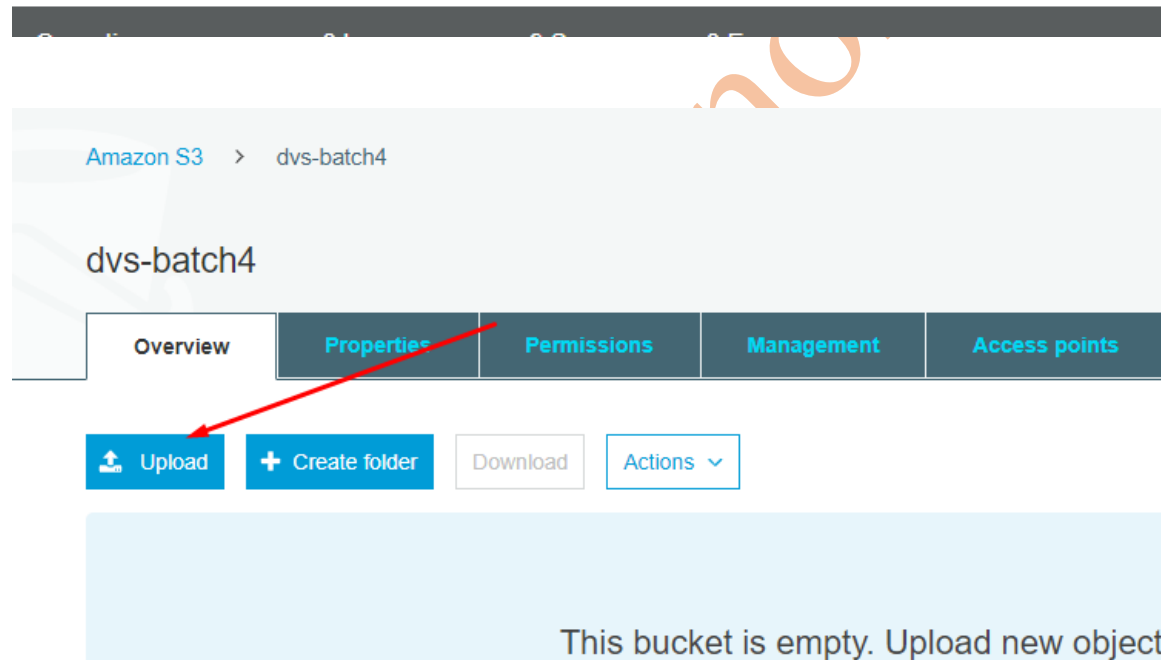 Amazon S3 > dvs-batch4
dvs-batch4
Overview Properties Permissions Management Access points
Upload + Create folder Download Actions
This bucket is empty. Upload new object